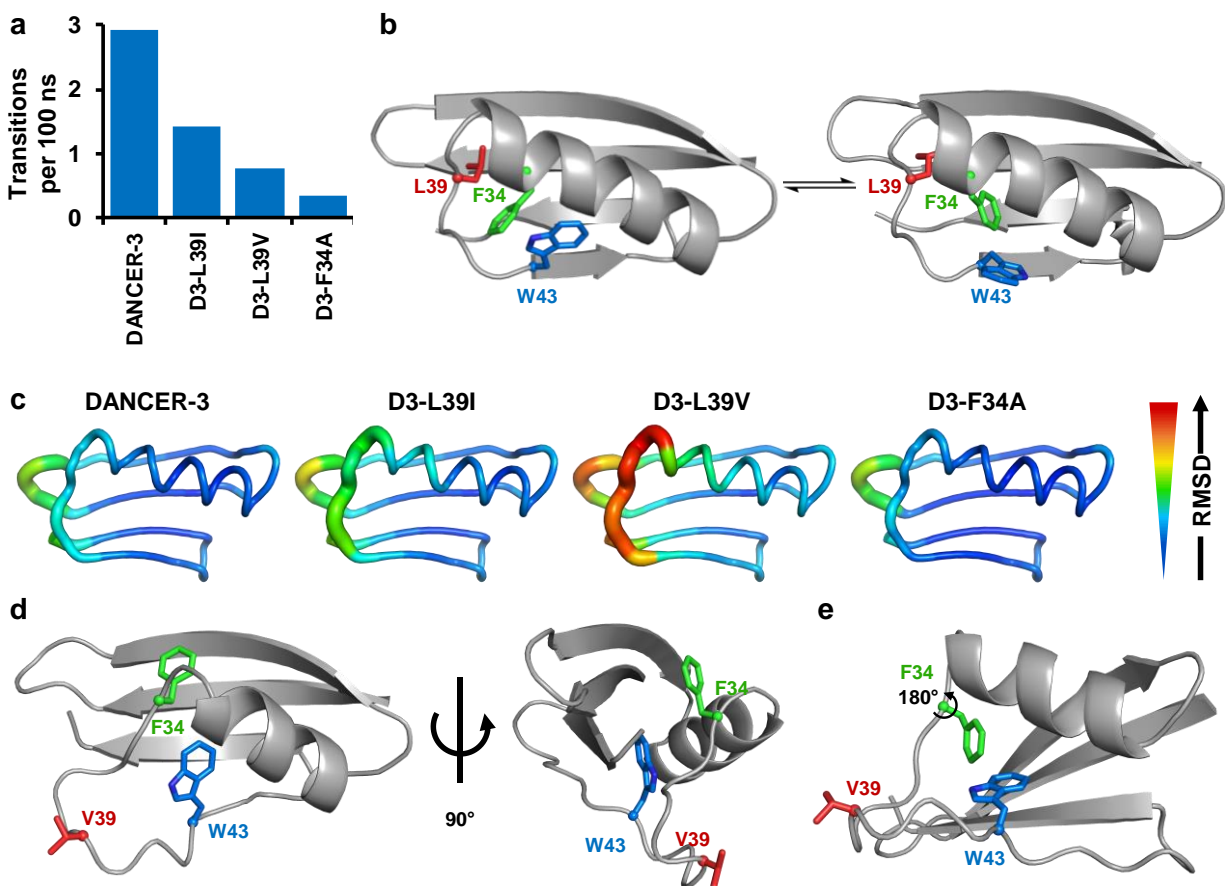 a
Transitions
per 100 ns
3
2
1
0
DANCER-3
D3-L39I
D3-L39V
D3-F34A
b
L39
F34
W43
L39
F34
W43
c
DANCER-3
D3-L39I
D3-L39V
D3-F34A
RMSD
d
F34
V39
W43
90°
F34
W43
V39
e
F34
180°
V39
W43